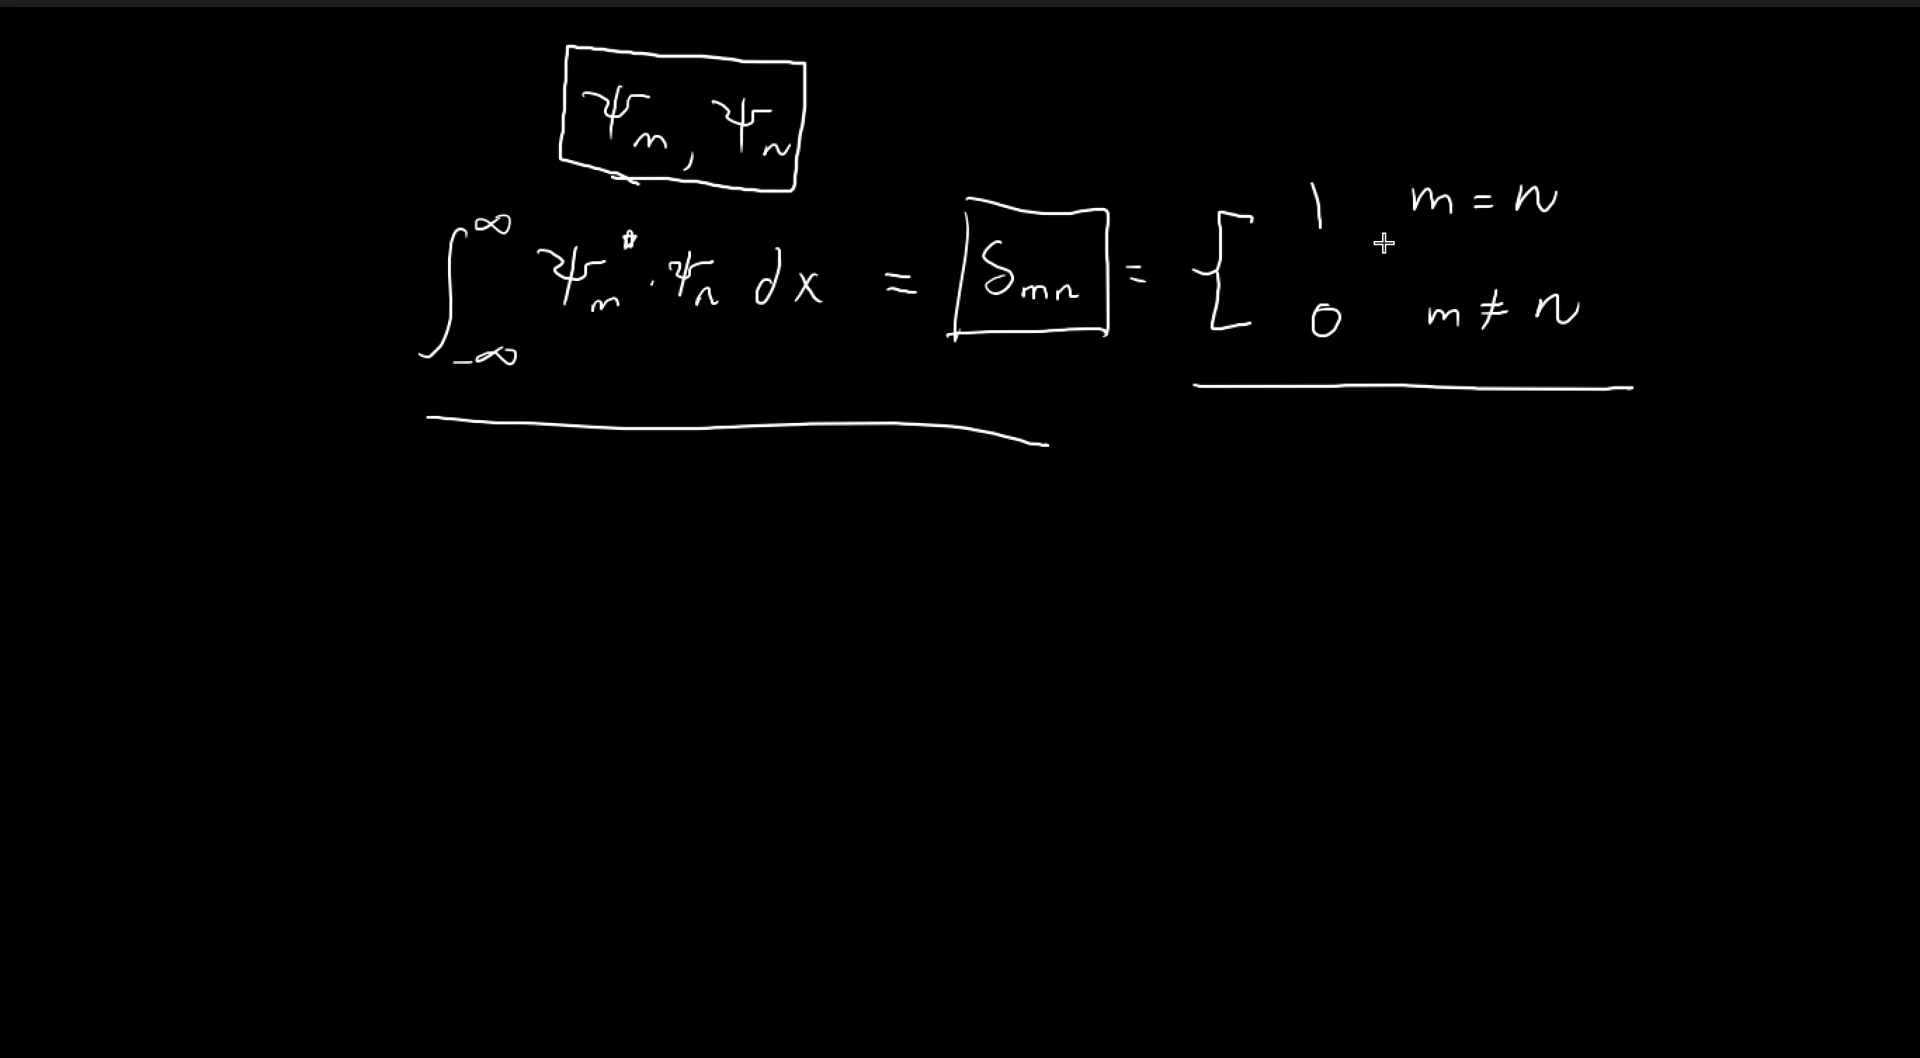 ψₘ, ψₙ
∫_{-∞}^{∞} ψₘ* · ψₙ dx = δₘₙ = { 1 m = n
0 m ≠ n